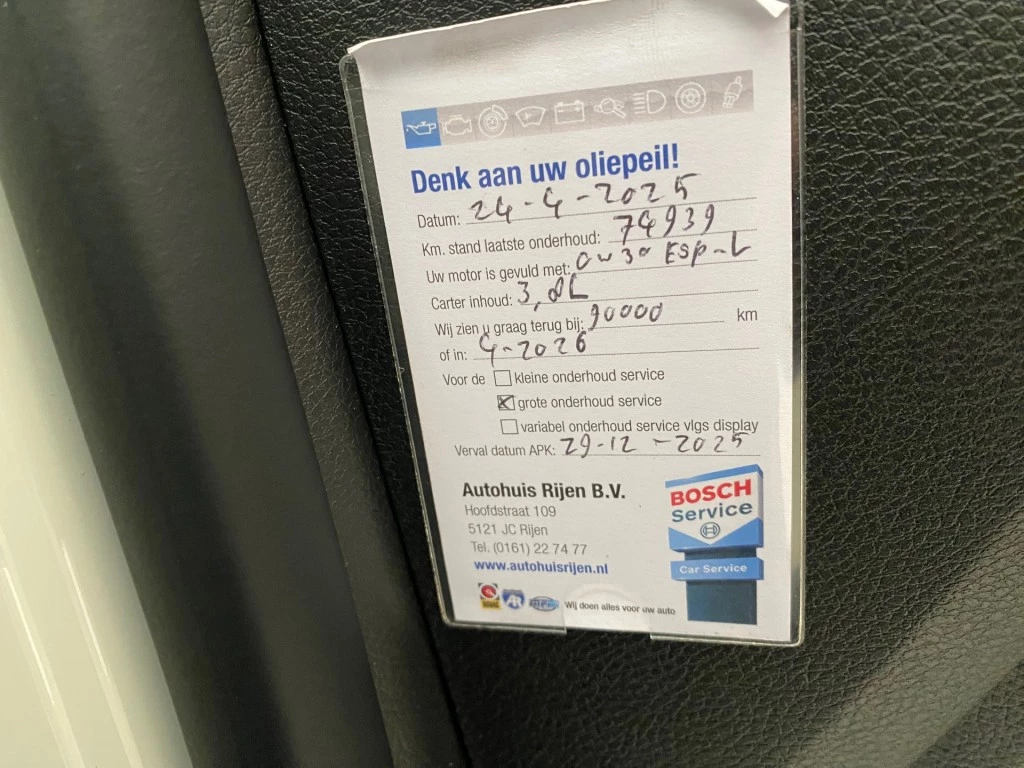 Denk aan uw oliepeil!
Datum: 24-4-2025
Km. stand laatste onderhoud: 74939
Uw motor is gevuld met: 0w30 ESP-L
Carter inhoud: 3,8L
Wij zien u graag terug bij: 90000 km
of in: 4-2026
Voor de kleine onderhoud service
grote onderhoud service
variabel onderhoud service vlgs display
Verval datum APK: 29-12-2025
Autohuis Rijen B.V.
Hoofdstraat 109
5121 JC Rijen
Tel. (0161) 22 74 77
www.autohuisrijen.nl
Wij doen alles voor uw auto
BOSCH
Service
Car Service